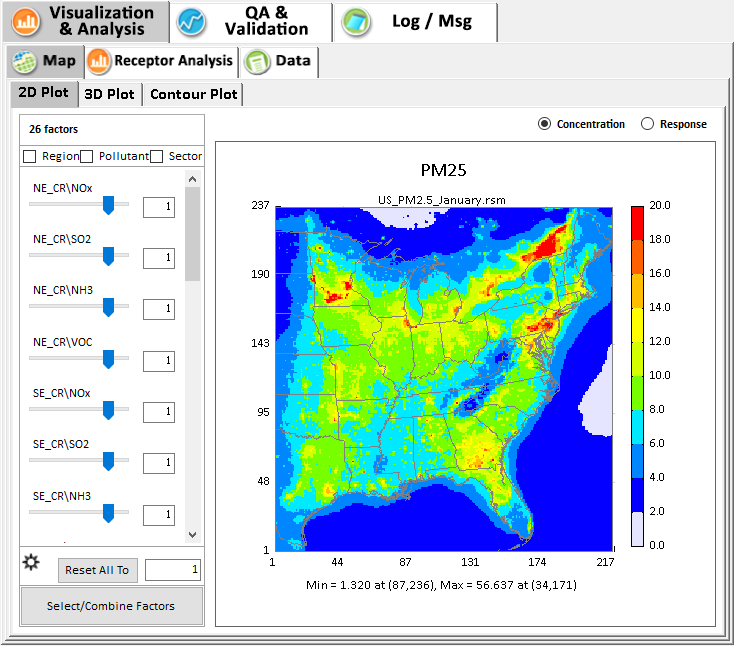 Visualization
& Analysis
QA &
Validation
Log / Msg
Map
Receptor Analysis
Data
2D Plot
3D Plot
Contour Plot
26 factors
Concentration
Response
Region
Pollutant
Sector
NE_CR\NOx
1
NE_CR\SO2
1
NE_CR\NH3
1
NE_CR\VOC
1
SE_CR\NOx
1
SE_CR\SO2
1
SE_CR\NH3
1
Reset All To
1
Select/Combine Factors
PM25
US_PM2.5_January.rsm
237
190
143
95
48
1
1
44
87
131
174
217
20.0
18.0
16.0
14.0
12.0
10.0
8.0
6.0
4.0
2.0
0.0
Min = 1.320 at (87,236), Max = 56.637 at (34,171)